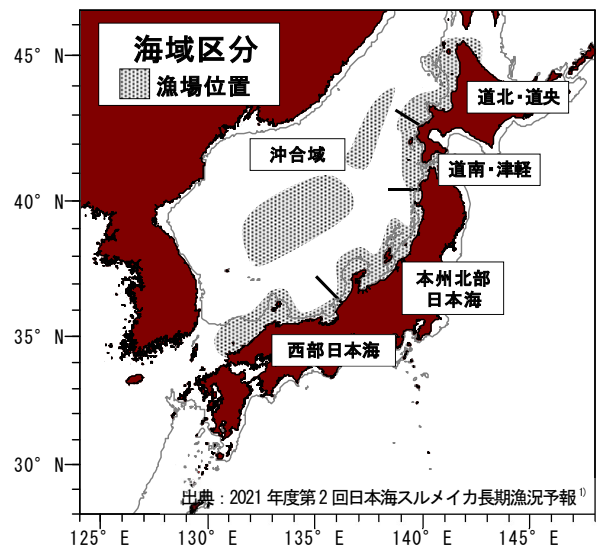 海域区分
漁場位置
道北・道央
沖合域
道南・津軽
本州北部
日本海
西部日本海
出典：2021 年度第2回日本海スルメイカ長期漁況予報1)
45° N
40° N
35° N
30° N
125° E
130° E
135° E
140° E
145° E